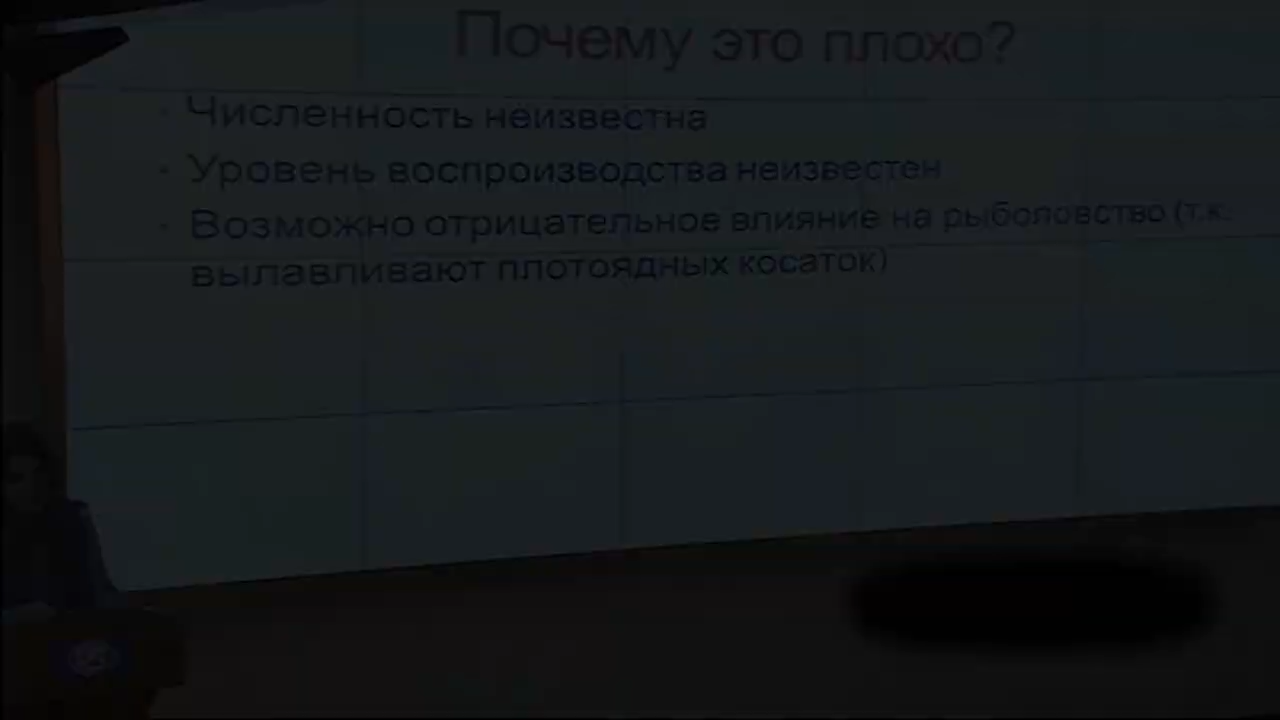 Почему это плохо?
· Численность неизвестна
· Уровень воспроизводства неизвестен
· Возможно отрицательное влияние на рыболовство (т.к.
вылавливают плотоядных косаток)